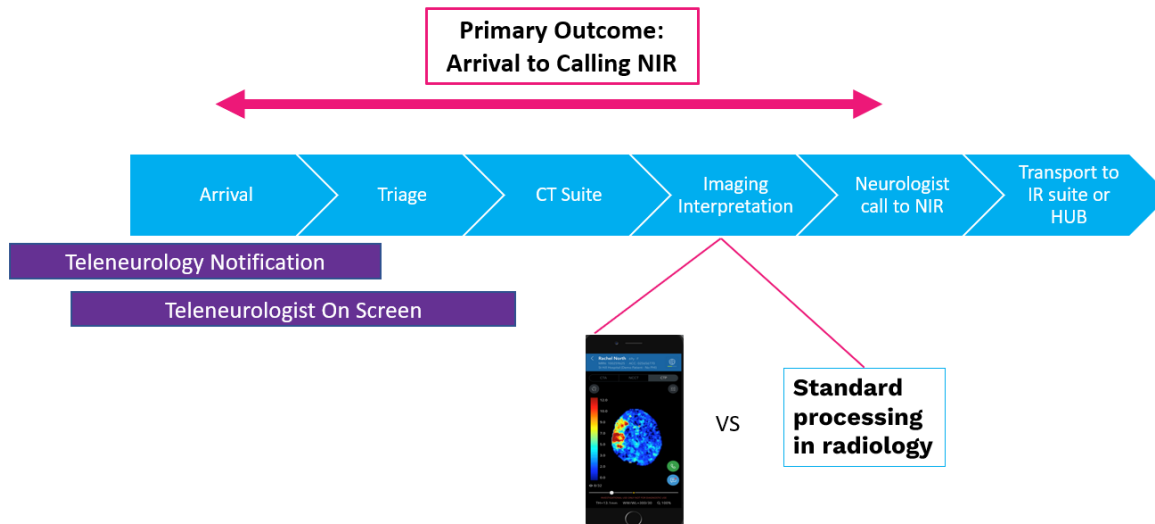 Primary Outcome:
Arrival to Calling NIR
Arrival
Triage
CT Suite
Imaging
Interpretation
Neurologist
call to NIR
Transport to
IR suite or
HUB
Teleneurology Notification
Teleneurologist On Screen
Rachel North
VS
Standard
processing
in radiology